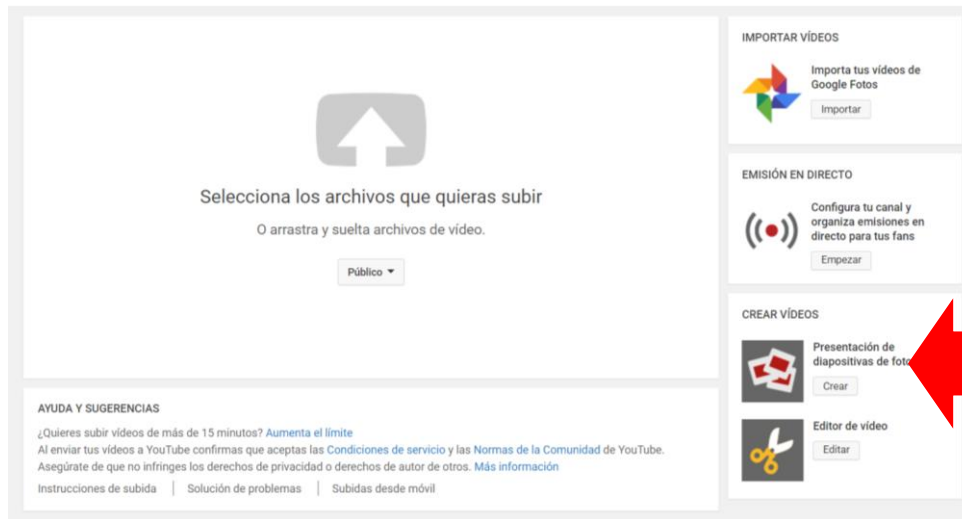 Selecciona los archivos que quieras subir
O arrastra y suelta archivos de vídeo.
Público
AYUDA Y SUGERENCIAS
¿Quieres subir vídeos de más de 15 minutos? Aumenta el límite
Al enviar tus vídeos a YouTube confirmas que aceptas las Condiciones de servicio y las Normas de la Comunidad de YouTube.
Asegúrate de que no infringes los derechos de privacidad o derechos de autor de otros. Más información
Instrucciones de subida | Solución de problemas | Subidas desde móvil
IMPORTAR VÍDEOS
Importa tus vídeos de
Google Fotos
Importar
EMISIÓN EN DIRECTO
Configura tu canal y
organiza emisiones en
directo para tus fans
Empezar
CREAR VÍDEOS
Presentación de
diapositivas de
Crear
Editor de vídeo
Editar